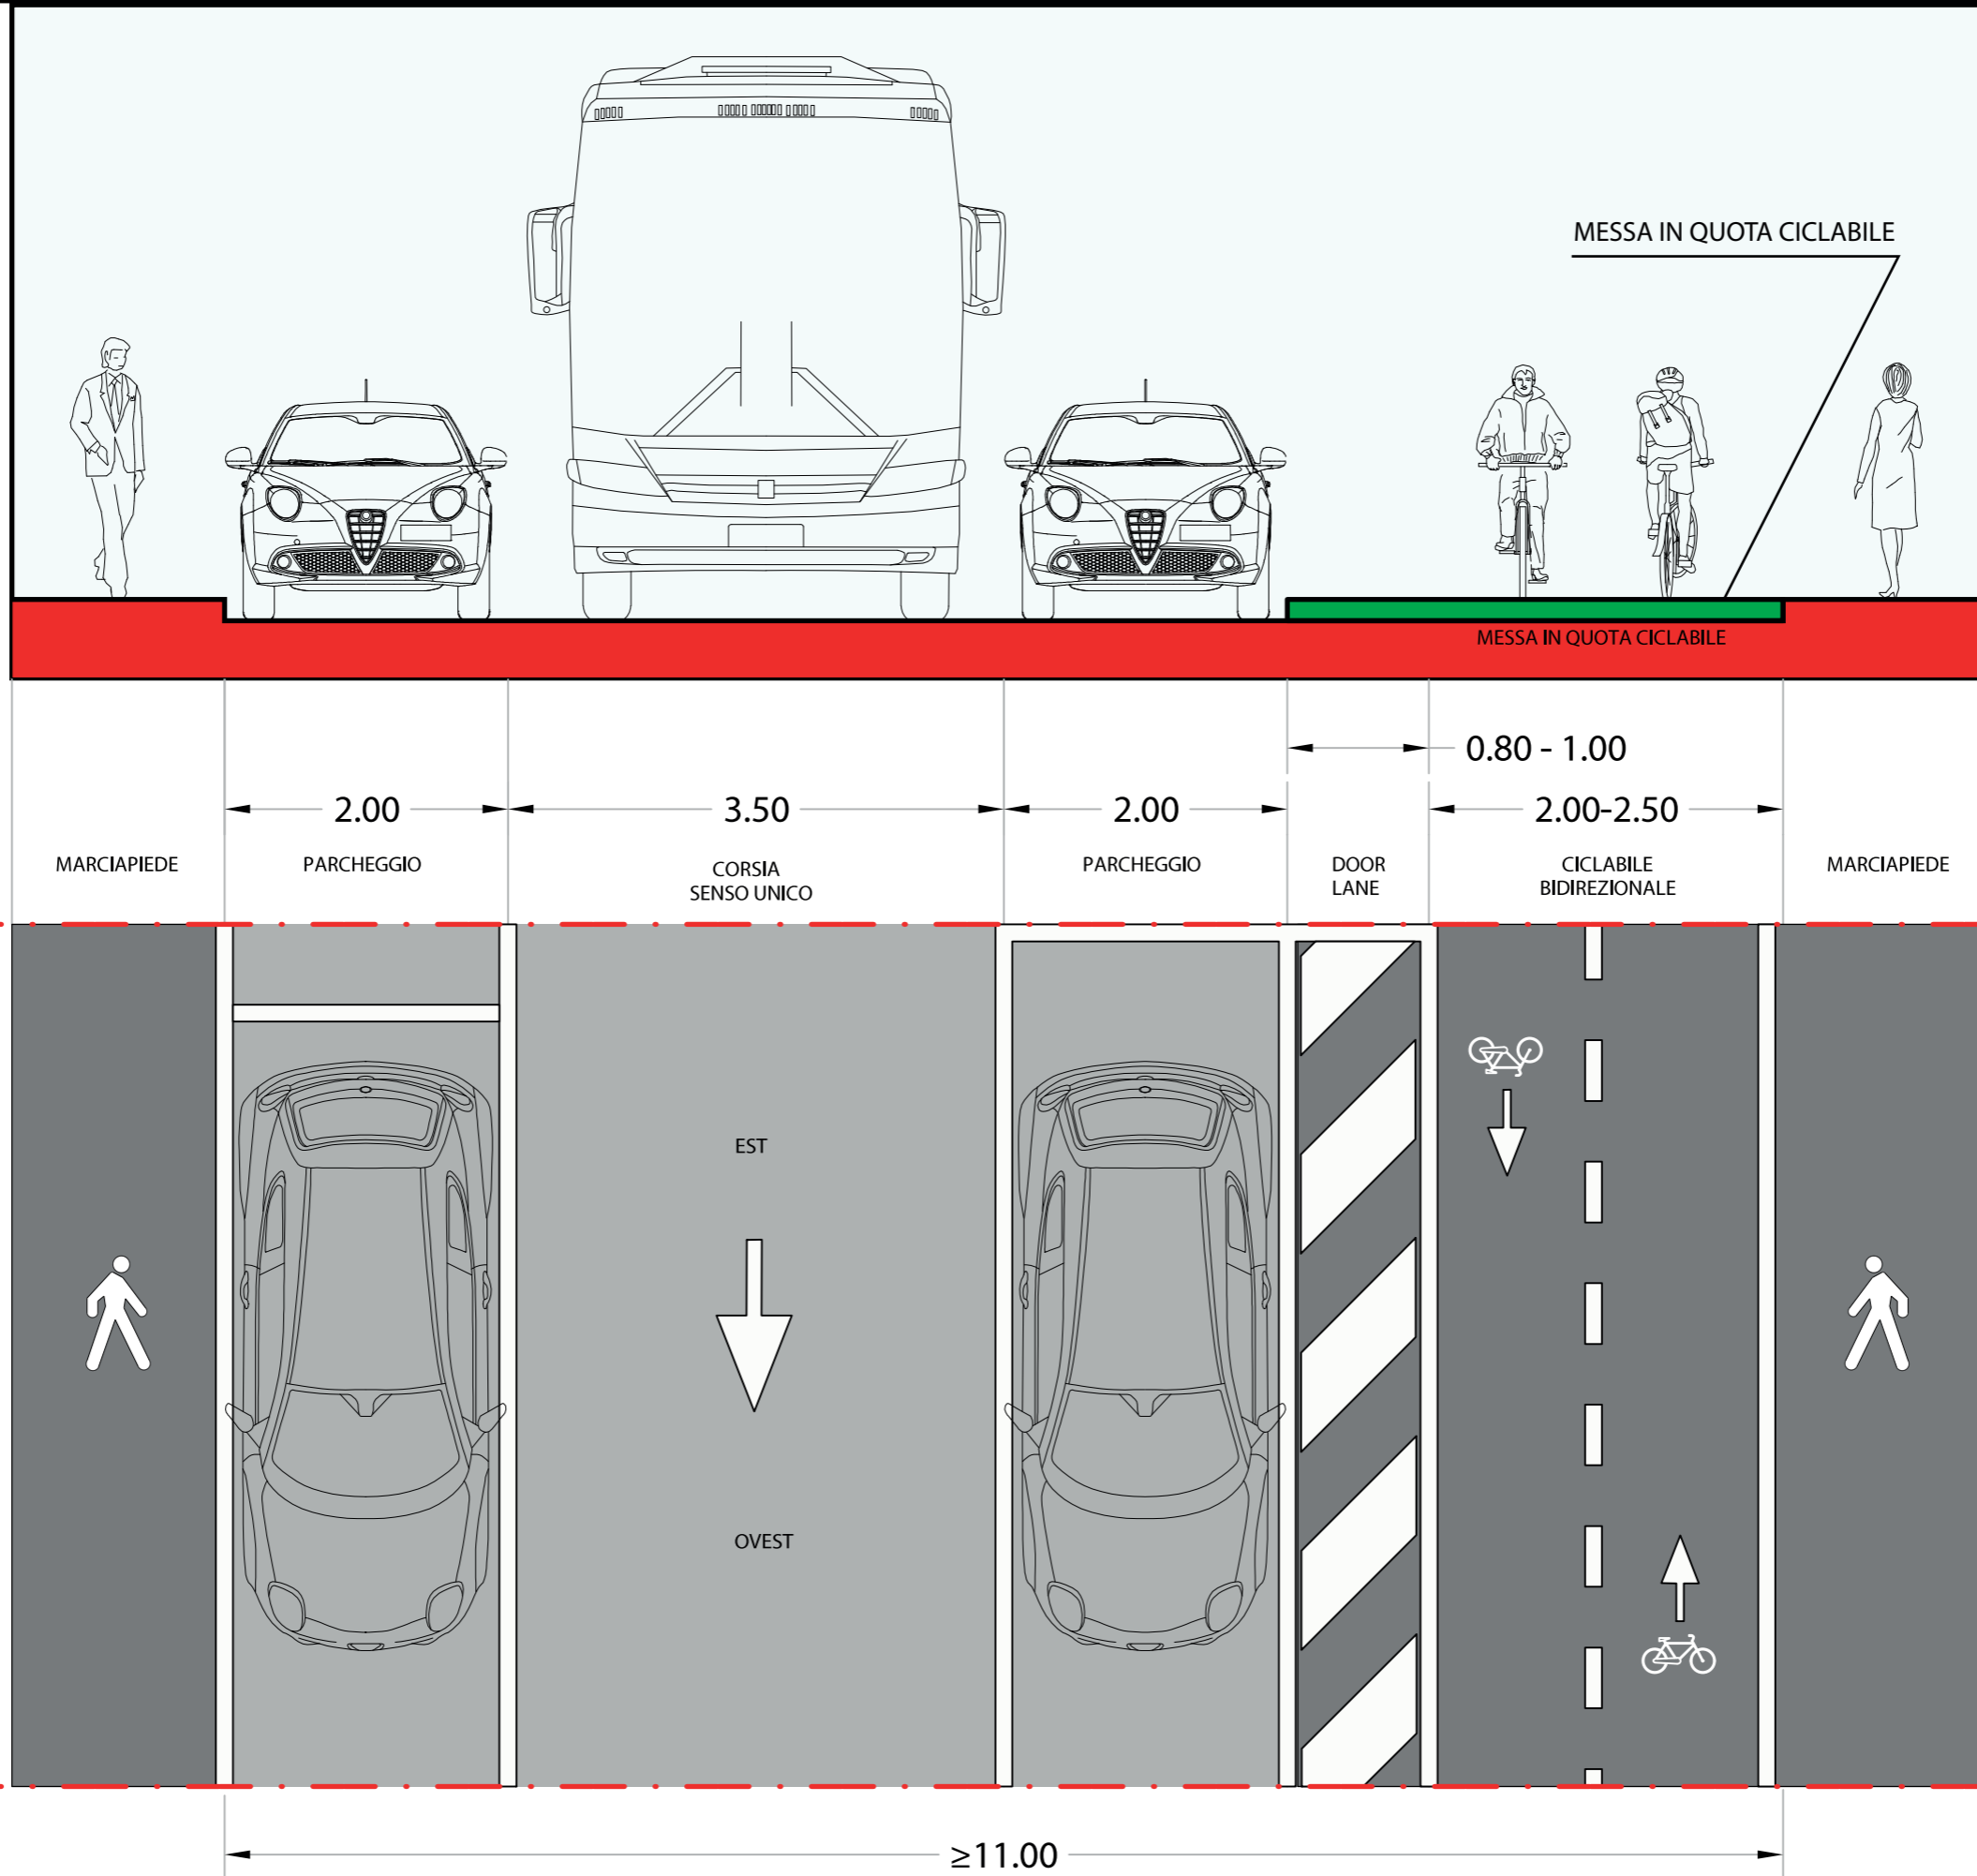 MESSA IN QUOTA CICLABILE
MESSA IN QUOTA CICLABILE
0.80 - 1.00
2.00
3.50
2.00
2.00-2.50
MARCIAPIEDE
PARCHEGGIO
CORSIA
SENSO UNICO
PARCHEGGIO
DOOR
LANE
CICLABILE
BIDIREZIONALE
MARCIAPIEDE
EST
OVEST
≥11.00